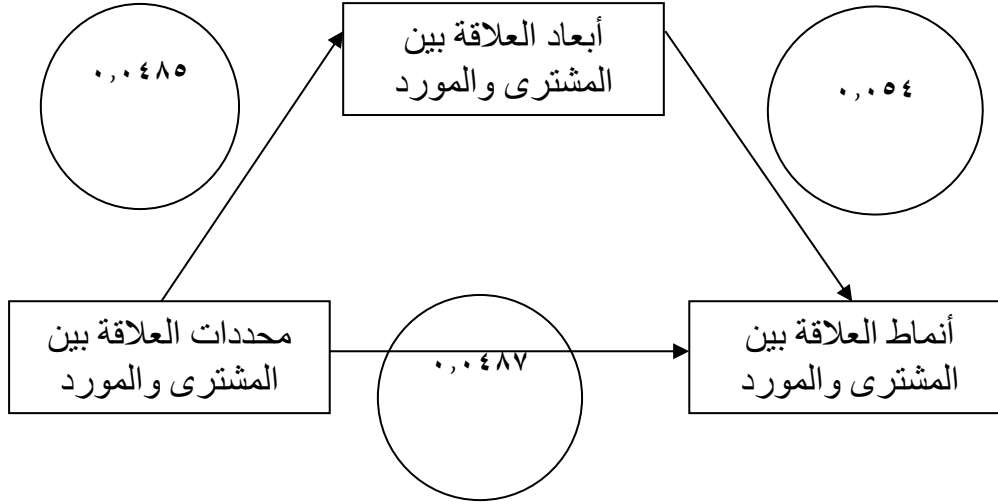 أبعاد العلاقة بين
المشترى والمورد
٠,٠٥٤
٠,٠٤٨٥
أنماط العلاقة بين
المشترى والمورد
محددات العلاقة بين
المشترى والمورد
٠,٠٤٨٧